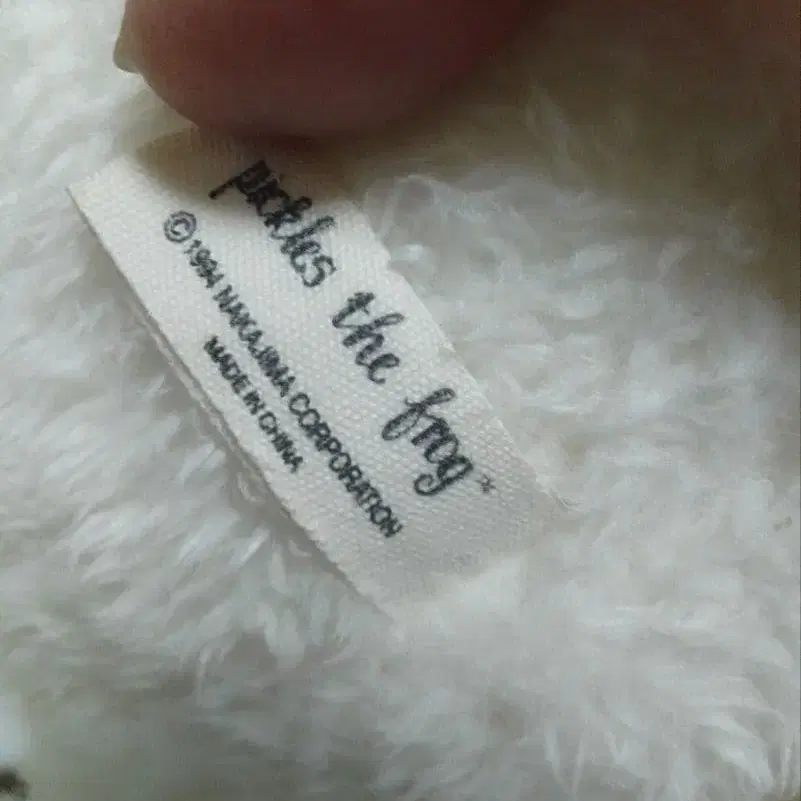 pickles the frog
© 1994 NAKAJIMA CORPORATION
MADE IN CHINA